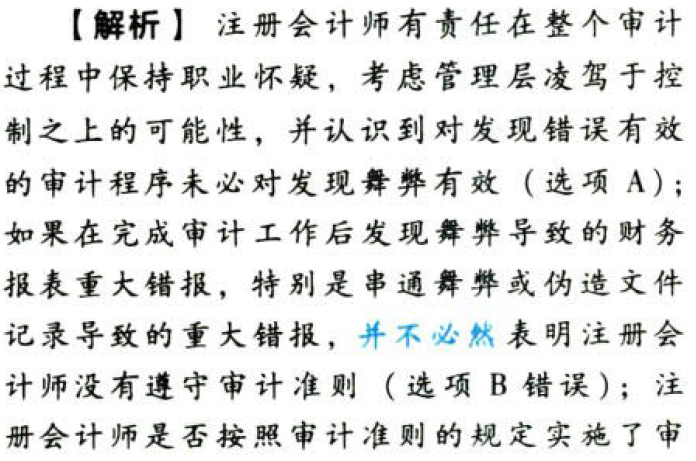 【解析】 注册会计师有责任在整个审计
过程中保持职业怀疑，考虑管理层凌驾于控
制之上的可能性，并认识到对发现错误有效
的审计程序未必对发现舞弊有效（选项 A）；
如果在完成审计工作后发现舞弊导致的财务
报表重大错报，特别是串通舞弊或伪造文件
记录导致的重大错报，并不必然表明注册会
计师没有遵守审计准则（选项 B 错误）；注
册会计师是否按照审计准则的规定实施了审